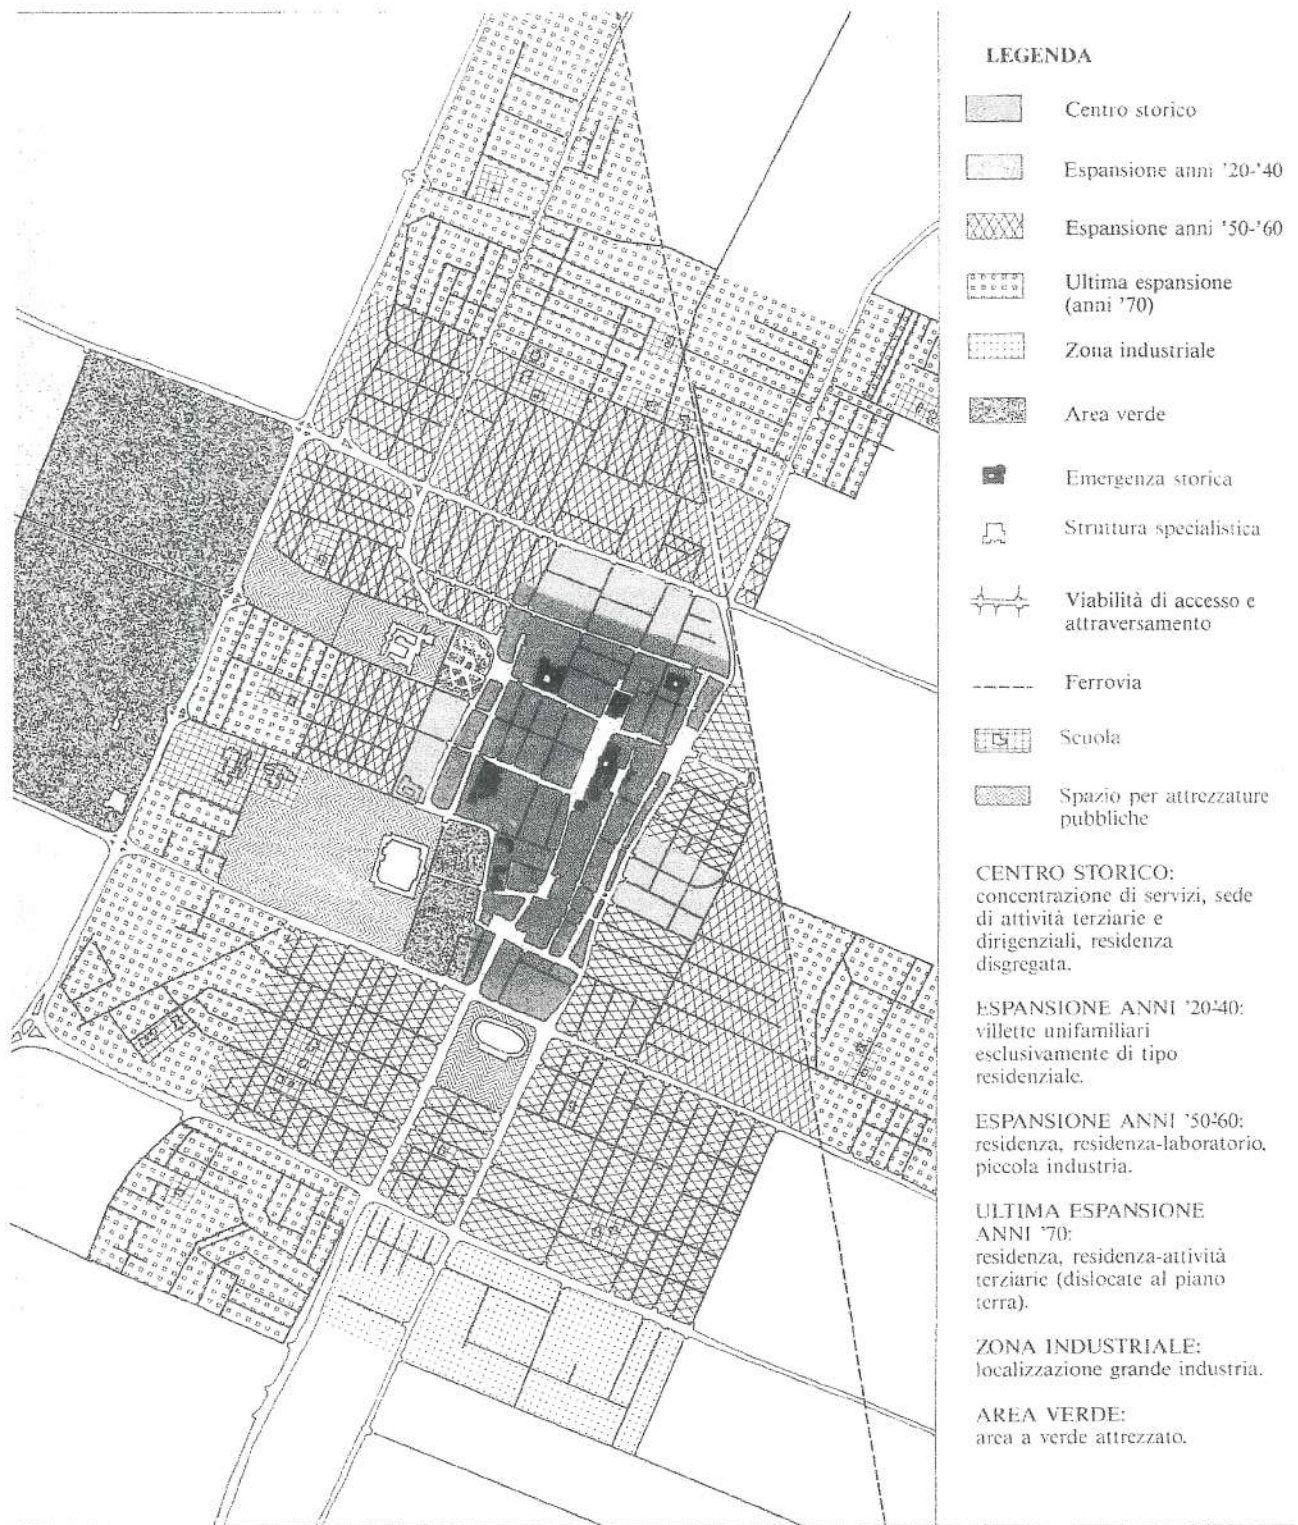 LEGENDA
Centro storico
Espansione anni '20-'40
Espansione anni '50-'60
Ultima espansione
(anni '70)
Zona industriale
Area verde
Emergenza storica
Struttura specialistica
Viabilità di accesso e
attraversamento
Ferrovia
Scuola
Spazio per attrezzature
pubbliche
CENTRO STORICO:
concentrazione di servizi, sede
di attività terziarie e
dirigenziali, residenza
disgregata.
ESPANSIONE ANNI '20-'40:
villette unifamiliari
esclusivamente di tipo
residenziale.
ESPANSIONE ANNI '50-'60:
residenza, residenza-laboratorio,
piccola industria.
ULTIMA ESPANSIONE
ANNI '70:
residenza, residenza-attività
terziarie (dislocate al piano
terra).
ZONA INDUSTRIALE:
localizzazione grande industria.
AREA VERDE:
area a verde attrezzato.